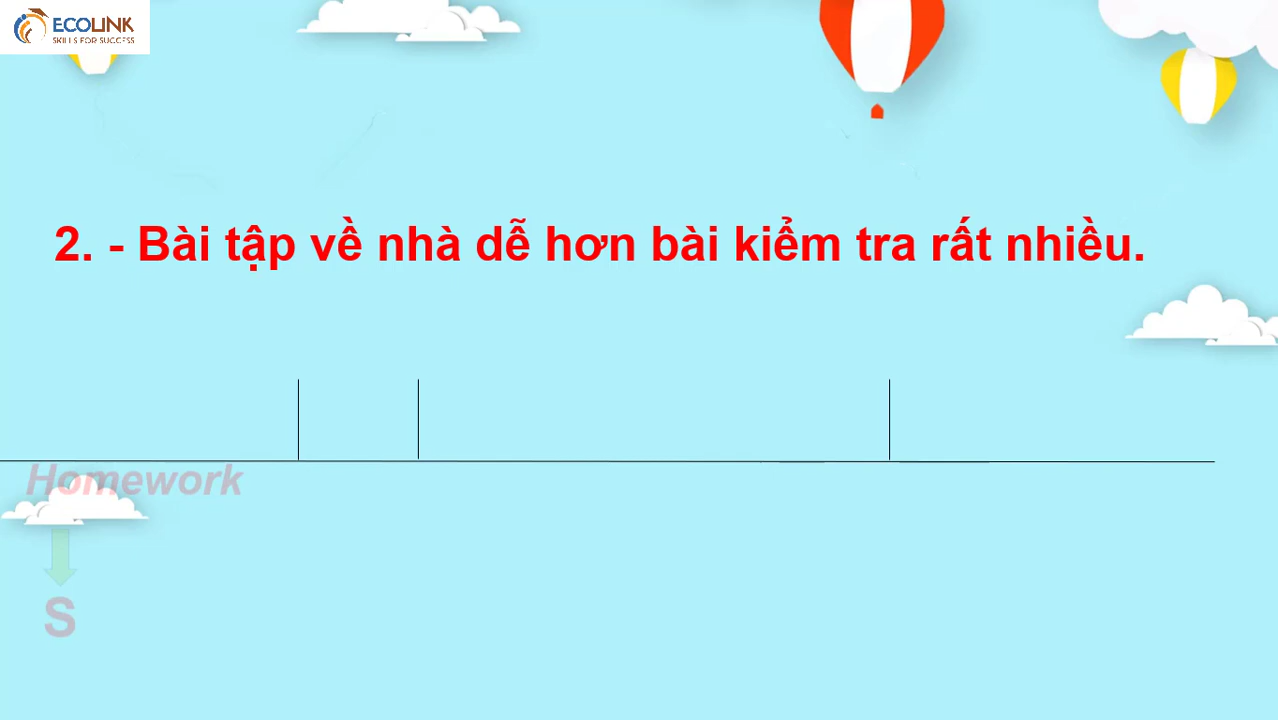 ECOLINK
SKILLS FOR SUCCESS
2. - Bài tập về nhà dễ hơn bài kiểm tra rất nhiều.
Homework
S